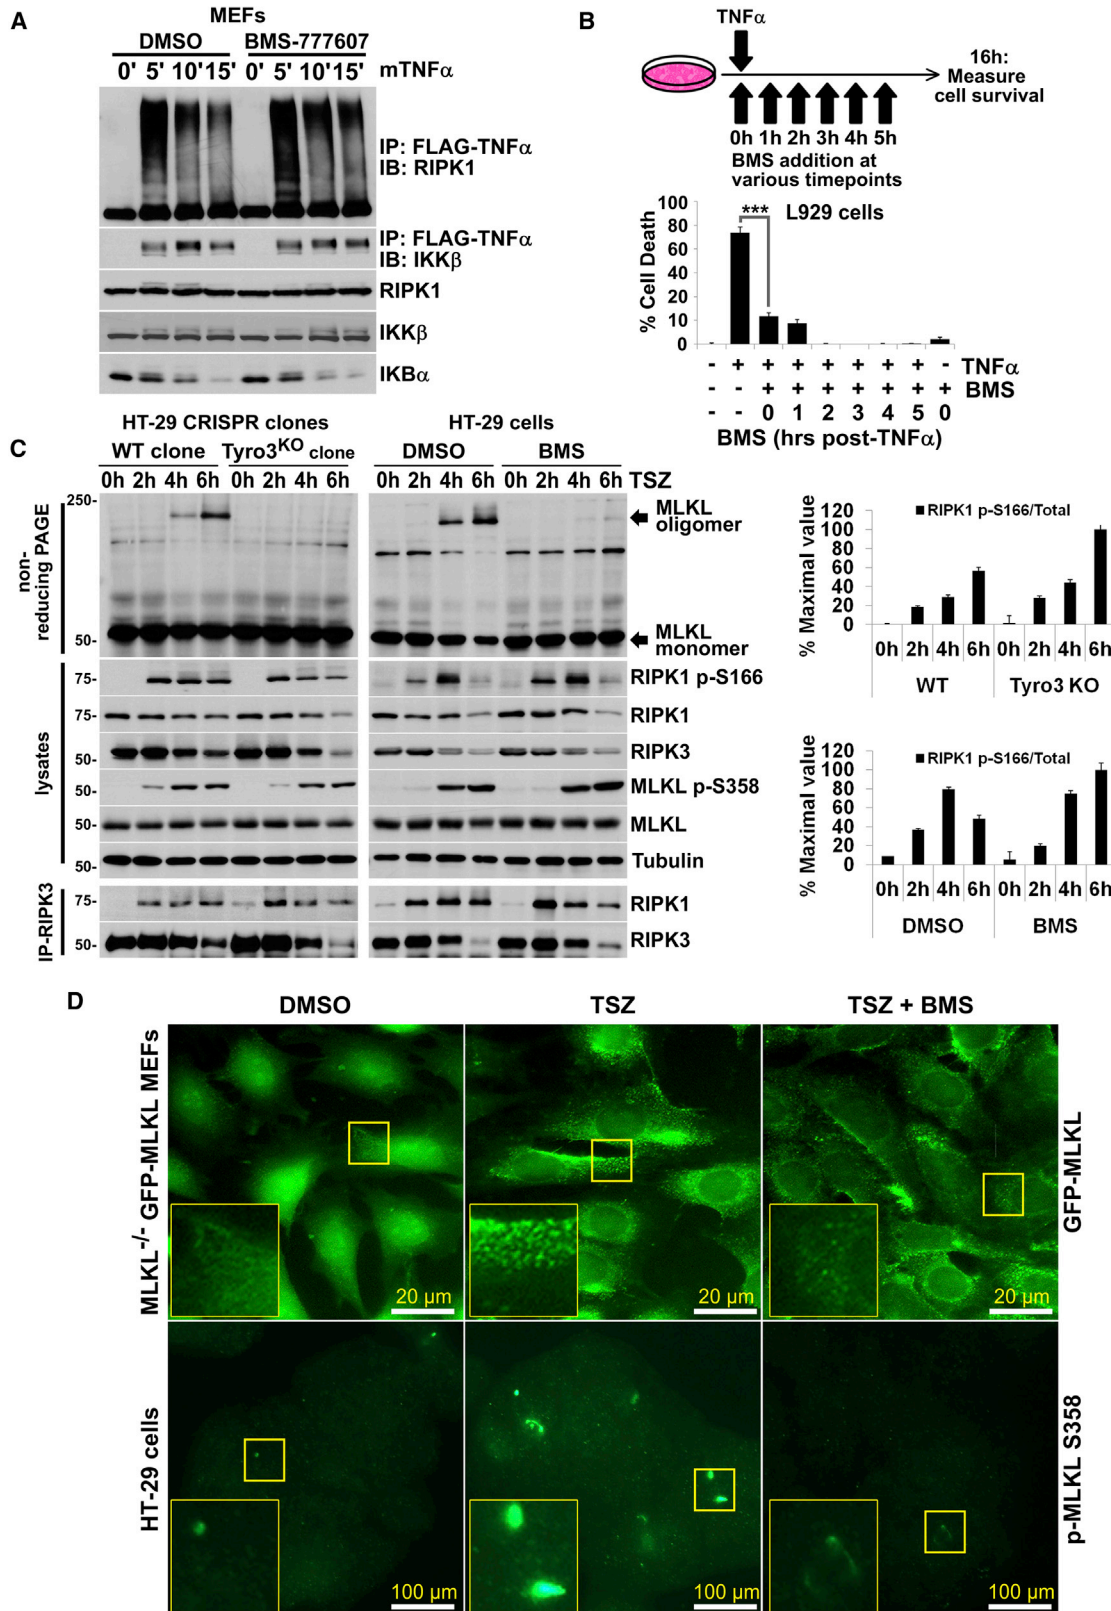 A
MEFs
DMSO BMS-777607
0' 5' 10' 15' 0' 5' 10' 15' mTNFα
IP: FLAG-TNFα
IB: RIPK1
IP: FLAG-TNFα
IB: IKKβ
RIPK1
IKKβ
IKBα
B
TNFα
16h:
Measure
cell survival
0h 1h 2h 3h 4h 5h
BMS addition at
various timepoints
L929 cells
***
% Cell Death
100
80
60
40
20
10
0
- + + + + + + + - TNFα
- - + + + + + + + BMS
- - 0 1 2 3 4 5 0
BMS (hrs post-TNFα)
C
HT-29 CRISPR clones
WT clone Tyro3KO clone
0h 2h 4h 6h 0h 2h 4h 6h
HT-29 cells
DMSO BMS
0h 2h 4h 6h 0h 2h 4h 6h TSZ
non-
reducing PAGE
250-
50-
MLKL
oligomer
MLKL
monomer
lysates
75- RIPK1 p-S166
75- RIPK1
50- RIPK3
50- MLKL p-S358
50- MLKL
50- Tubulin
IP-RIPK3
75- RIPK1
50- RIPK3
RIPK1 p-S166/Total
% Maximal value
120
100
80
60
40
20
0
0h 2h 4h 6h 0h 2h 4h 6h
WT Tyro3 KO
RIPK1 p-S166/Total
% Maximal value
120
100
80
60
40
20
0
0h 2h 4h 6h 0h 2h 4h 6h
DMSO BMS
D
DMSO TSZ TSZ + BMS
MLKL-/- GFP-MLKL MEFs
GFP-MLKL
20 µm 20 µm 20 µm
HT-29 cells
p-MLKL S358
100 µm 100 µm 100 µm